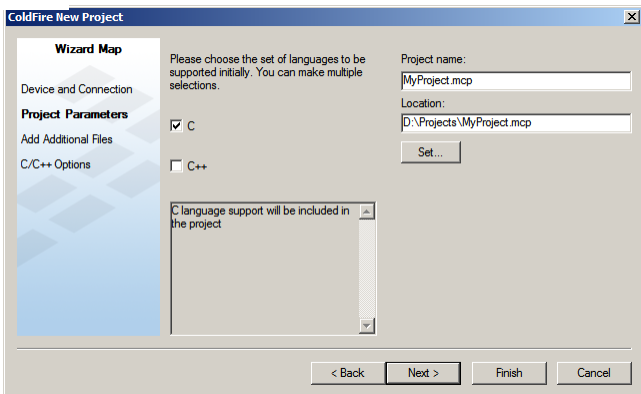 ColdFire New Project
Wizard Map
Device and Connection
Project Parameters
Add Additional Files
C/C++ Options
Please choose the set of languages to be
supported initially. You can make multiple
selections.
C
C++
C language support will be included in
the project
Project name:
MyProject.mcp
Location:
D:\Projects\MyProject.mcp
Set...
< Back
Next >
Finish
Cancel